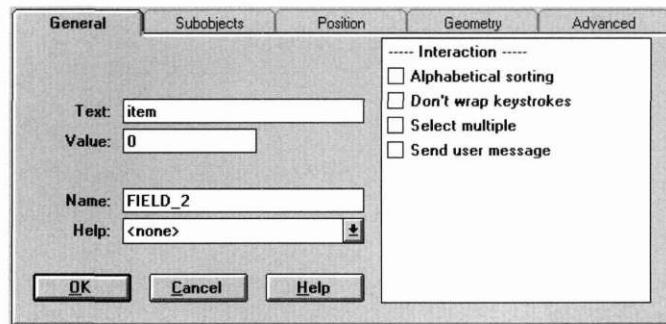 General Subobjects Position Geometry Advanced
Text: item
Value: 0
Name: FIELD_2
Help: <none>
OK Cancel Help
----- Interaction -----
Alphabetical sorting
Don't wrap keystrokes
Select multiple
Send user message